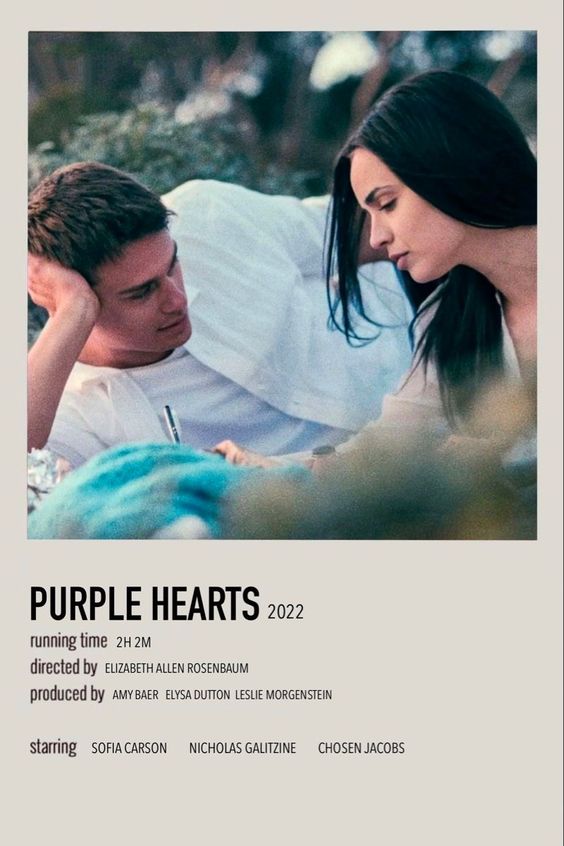 PURPLE HEARTS 2022
running time 2H 2M
directed by ELIZABETH ALLEN ROSENBAUM
produced by AMY BAER ELYSA DUTTON LESLIE MORGENSTEIN
starring SOFIA CARSON NICHOLAS GALITZINE CHOSEN JACOBS